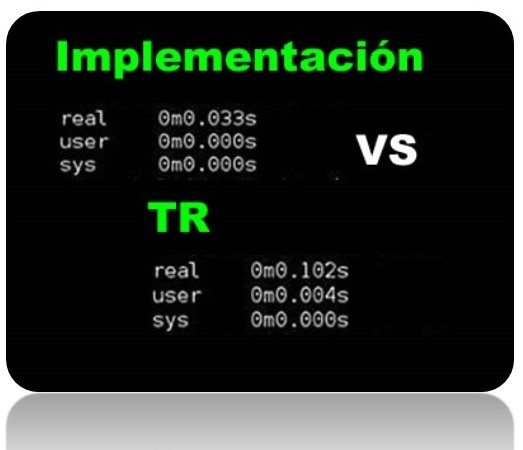 Implementación
real 0m0.033s
user 0m0.000s
sys 0m0.000s
VS
TR
real 0m0.102s
user 0m0.004s
sys 0m0.000s